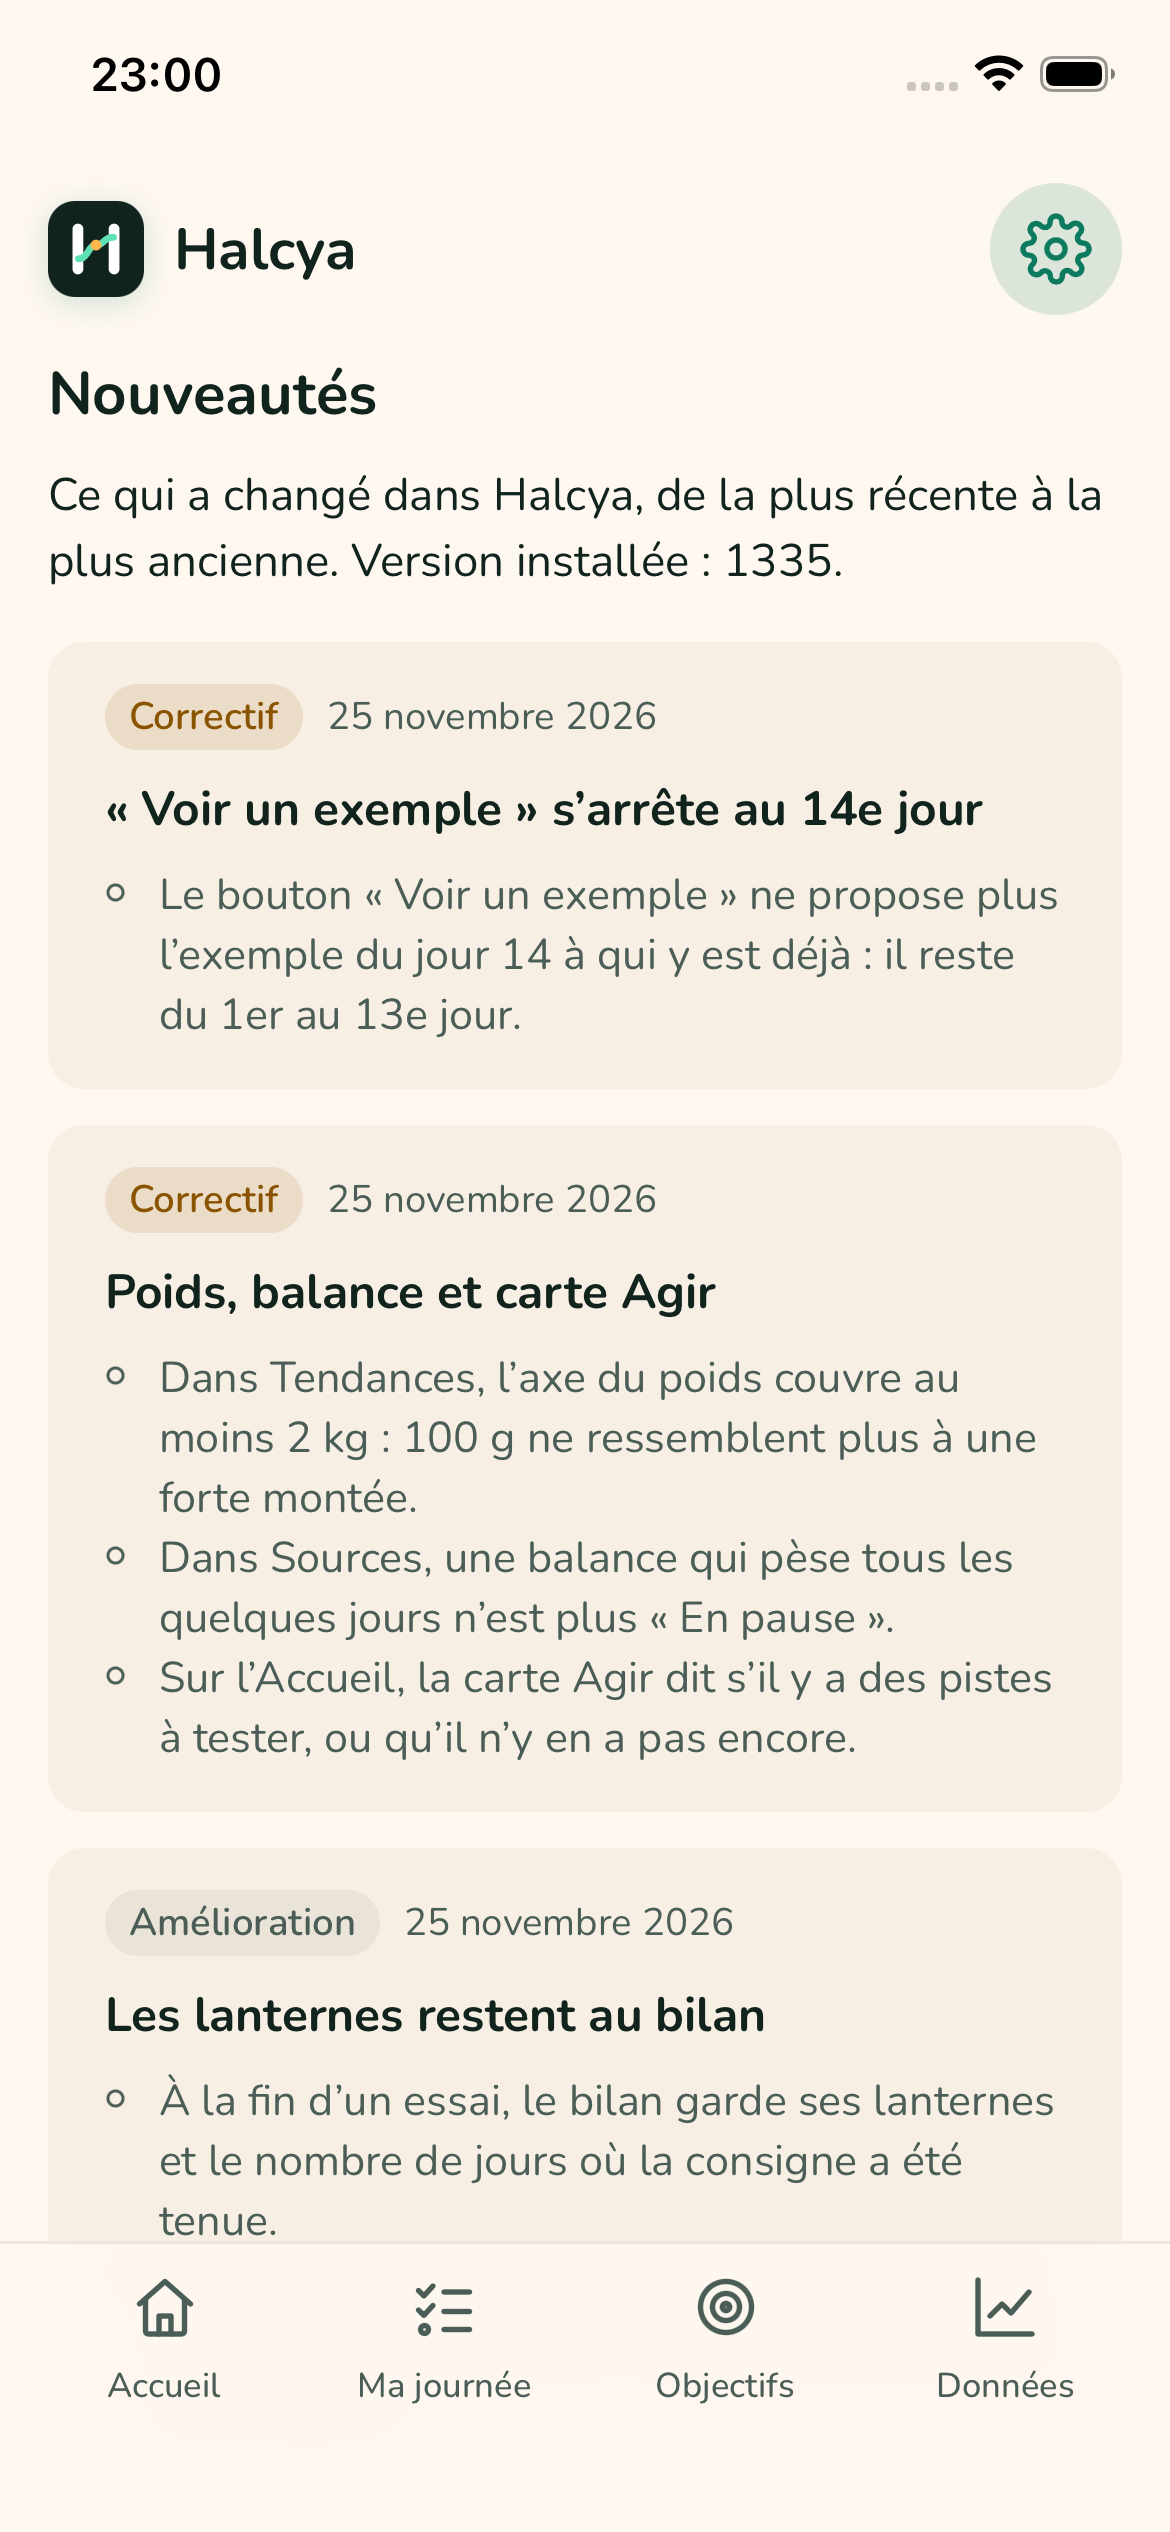 23:00
Halcya
Nouveautés
Ce qui a changé dans Halcya, de la plus récente à la
plus ancienne. Version installée : 1335.
Correctif 25 novembre 2026
« Voir un exemple » s’arrête au 14e jour
Le bouton « Voir un exemple » ne propose plus
l’exemple du jour 14 à qui y est déjà : il reste
du 1er au 13e jour.
Correctif 25 novembre 2026
Poids, balance et carte Agir
Dans Tendances, l’axe du poids couvre au
moins 2 kg : 100 g ne ressemblent plus à une
forte montée.
Dans Sources, une balance qui pèse tous les
quelques jours n’est plus « En pause ».
Sur l’Accueil, la carte Agir dit s’il y a des pistes
à tester, ou qu’il n’y en a pas encore.
Amélioration 25 novembre 2026
Les lanternes restent au bilan
À la fin d’un essai, le bilan garde ses lanternes
et le nombre de jours où la consigne a été
tenue.
Accueil Ma journée Objectifs Données